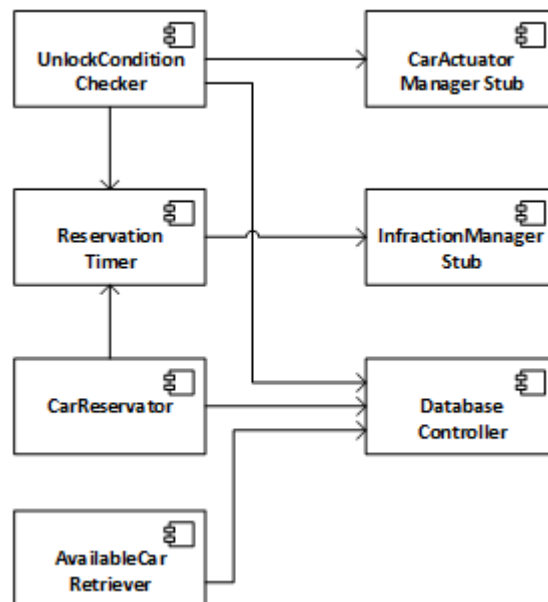 UnlockCondition
Checker
CarActuator
Manager Stub
Reservation
Timer
InfractionManager
Stub
CarReservator
Database
Controller
AvailableCar
Retriever